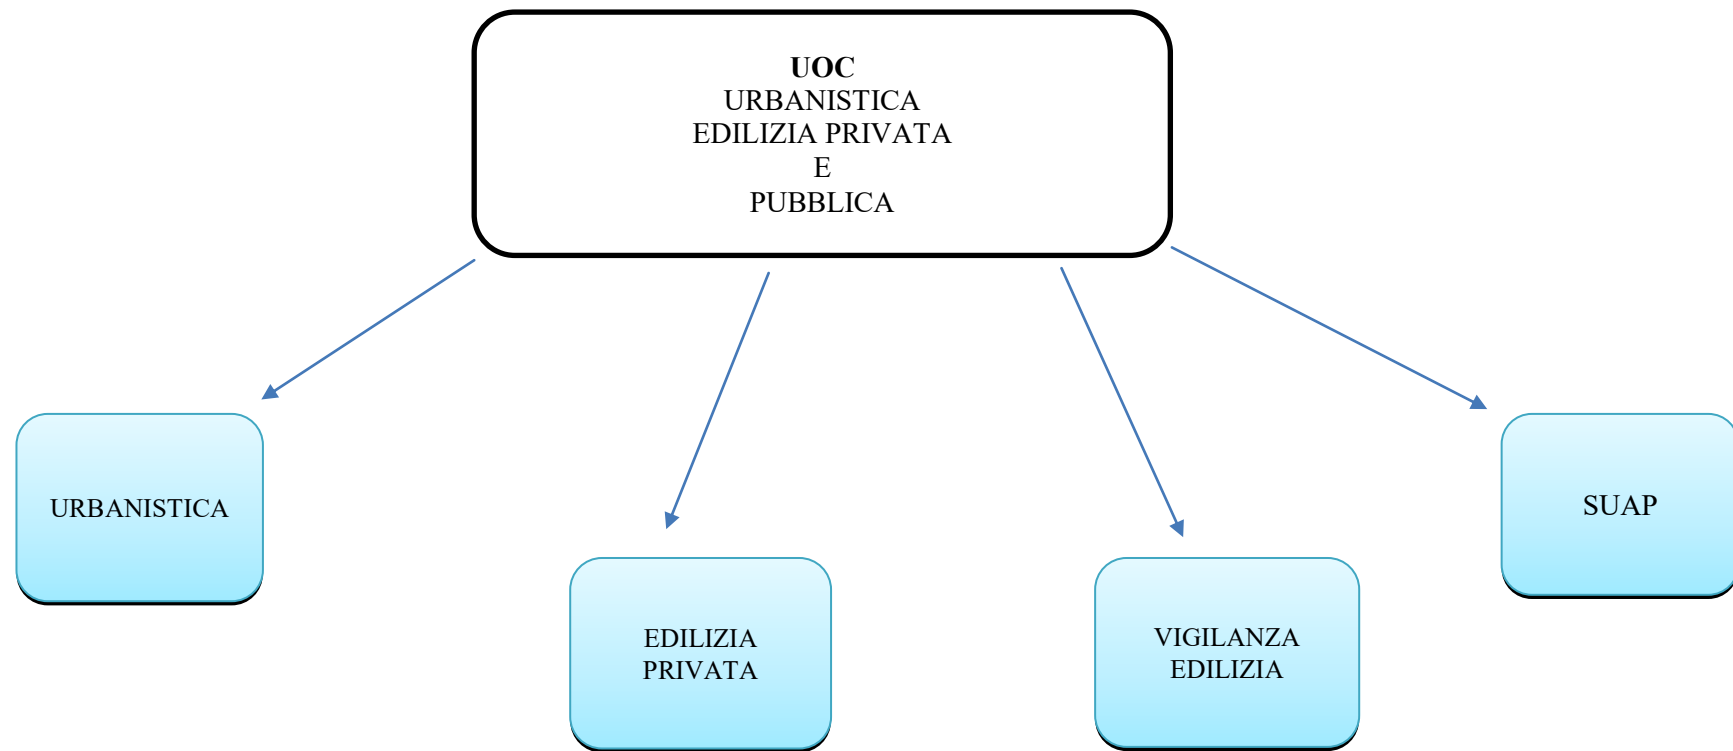 UOC
URBANISTICA
EDILIZIA PRIVATA
E
PUBBLICA
URBANISTICA
EDILIZIA
PRIVATA
VIGILANZA
EDILIZIA
SUAP